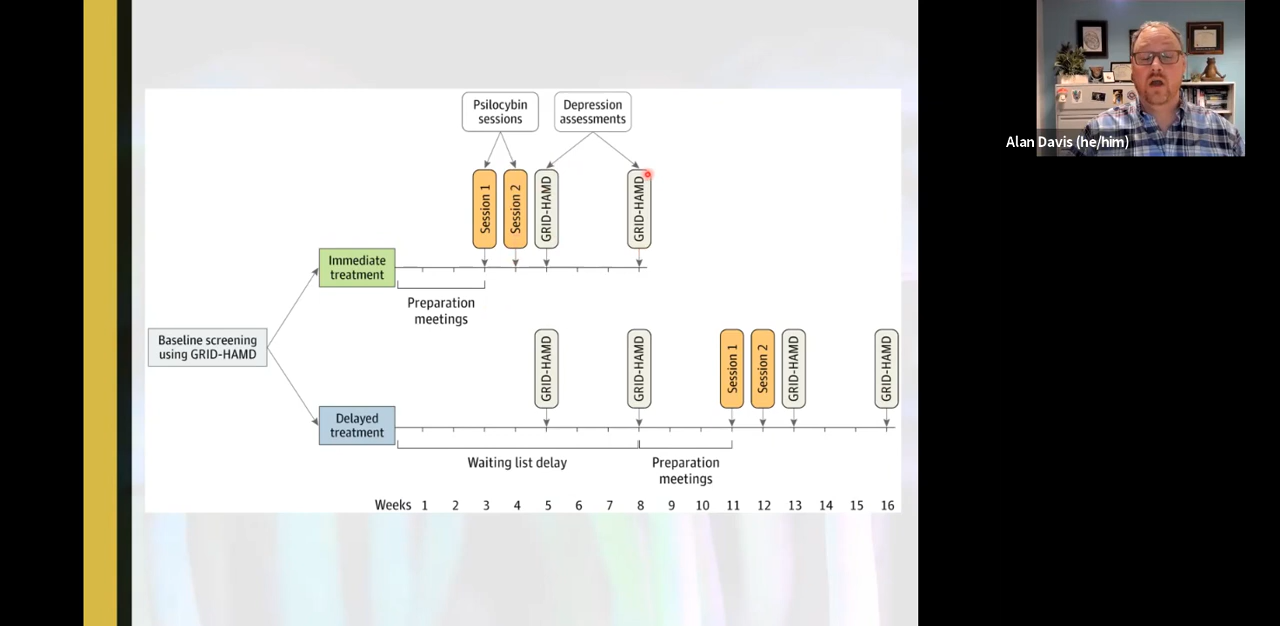 Psilocybin
sessions
Depression
assessments
Session 1
Session 2
GRID-HAMD
GRID-HAMD
Immediate
treatment
Preparation
meetings
Baseline screening
using GRID-HAMD
GRID-HAMD
GRID-HAMD
Session 1
Session 2
GRID-HAMD
GRID-HAMD
Delayed
treatment
Waiting list delay
Preparation
meetings
Weeks 1 2 3 4 5 6 7 8 9 10 11 12 13 14 15 16
Alan Davis (he/him)